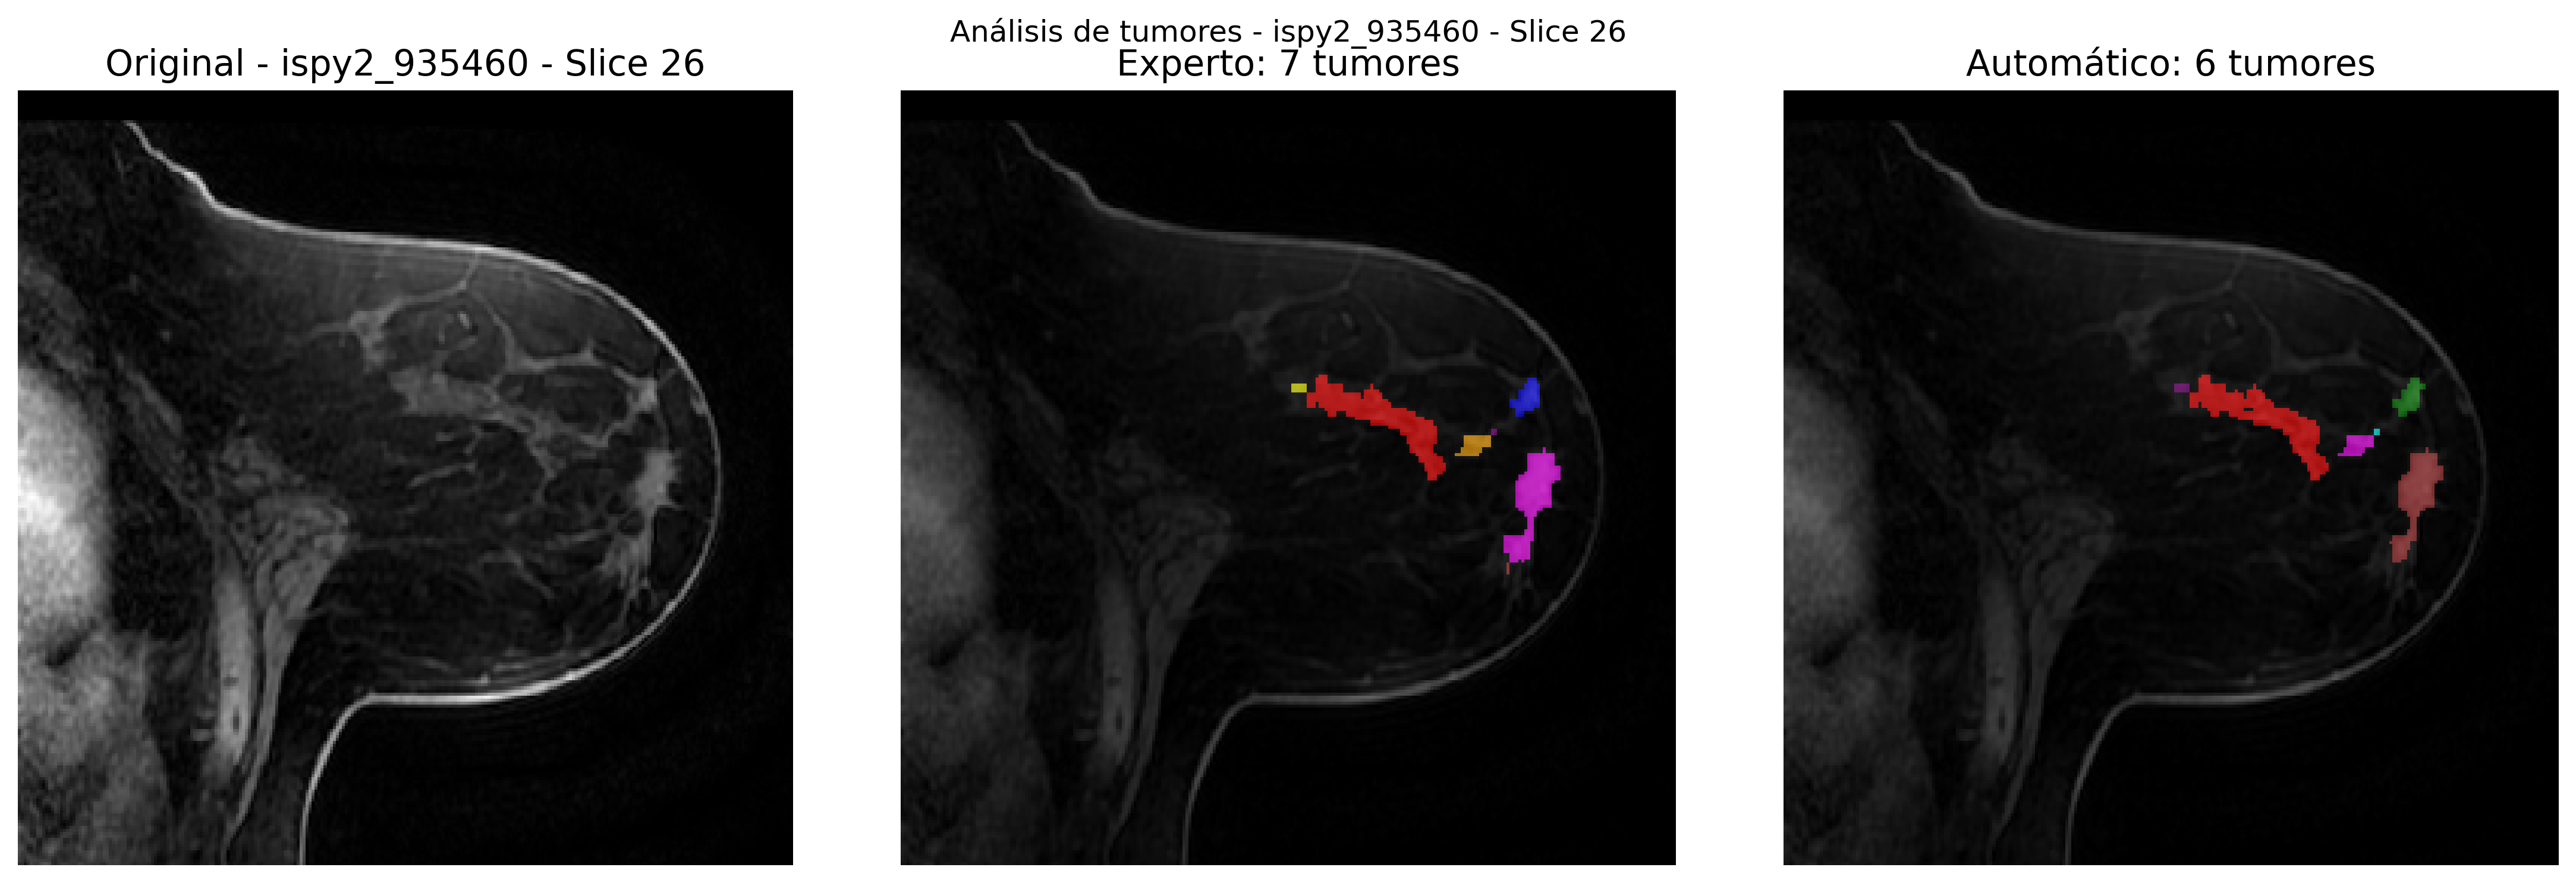 Análisis de tumores - ispy2_935460 - Slice 26
Original - ispy2_935460 - Slice 26
Experto: 7 tumores
Automático: 6 tumores